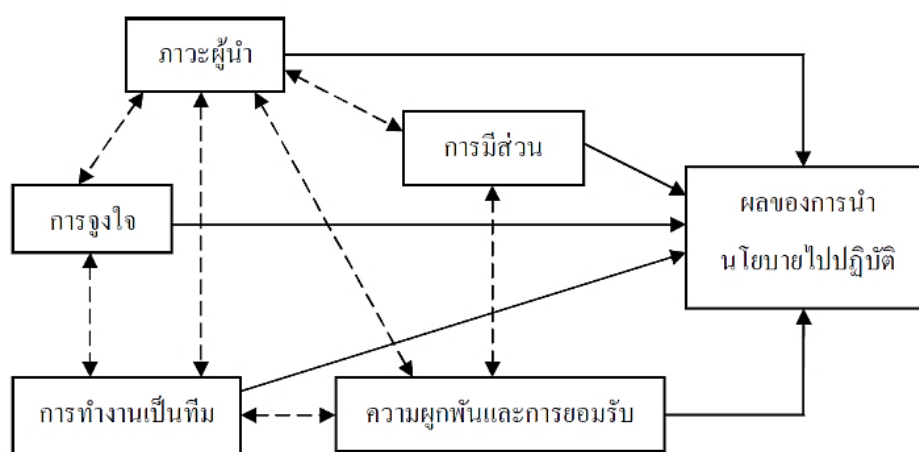 ภาวะผู้นำ
การมีส่วน
การจูงใจ
ผลของการนำ
นโยบายไปปฏิบัติ
การทำงานเป็นทีม
ความผูกพันและการยอมรับ